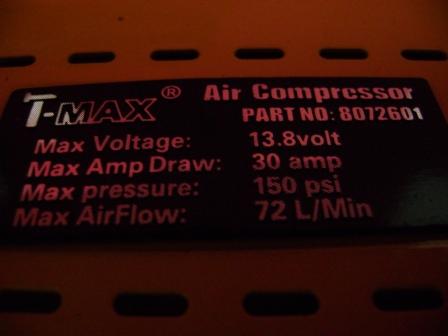 T-MAX® Air Compressor
PART NO: 8072601
Max Voltage: 13.8volt
Max Amp Draw: 30 amp
Max pressure: 150 psi
Max AirFlow: 72 L/Min